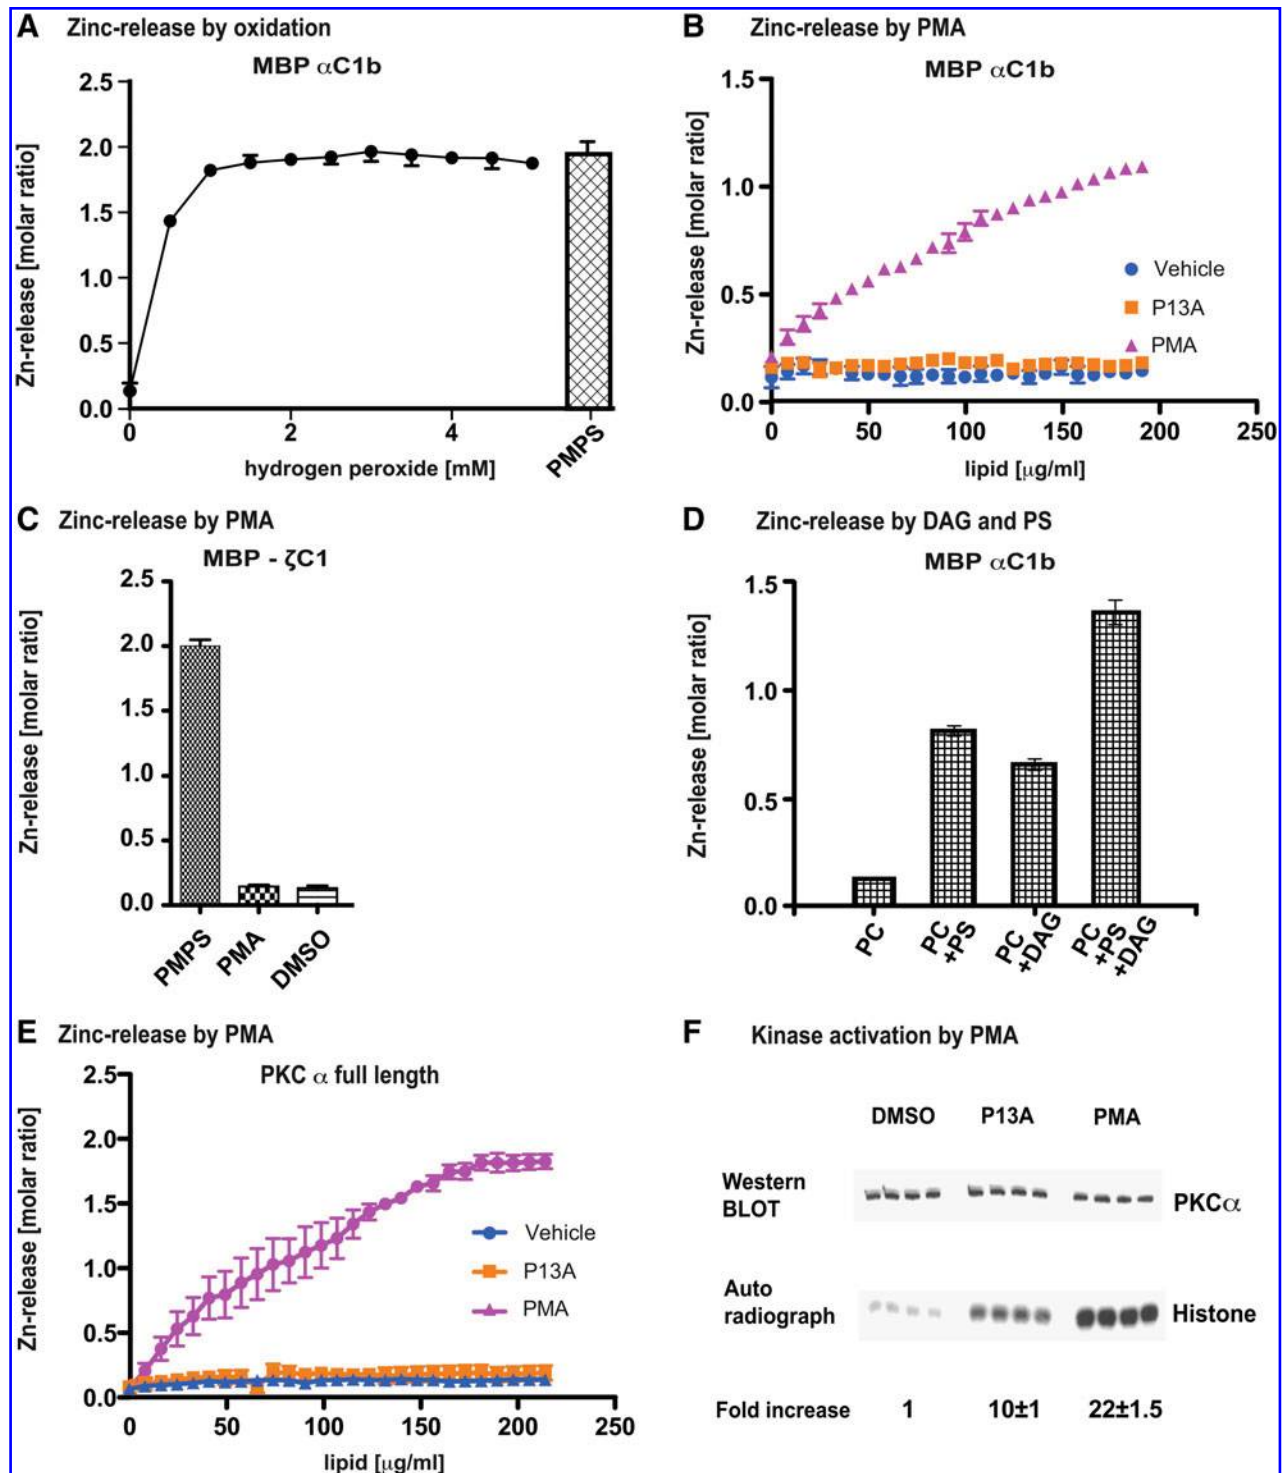 A Zinc-release by oxidation
MBP αC1b
Zn-release [molar ratio]
2.5
2.0
1.5
1.0
0.5
0.0
0 2 4 PMPS
hydrogen peroxide [mM]
B Zinc-release by PMA
MBP αC1b
Zn-release [molar ratio]
1.5
1.0
0.5
0.0
Vehicle
P13A
PMA
0 50 100 150 200 250
lipid [µg/ml]
C Zinc-release by PMA
MBP - ζC1
Zn-release [molar ratio]
2.5
2.0
1.5
1.0
0.5
0.0
PMPS PMA DMSO
D Zinc-release by DAG and PS
MBP αC1b
Zn-release [molar ratio]
1.5
1.0
0.5
0.0
PC
PC
+PS
PC
+DAG
PC
+PS
+DAG
E Zinc-release by PMA
PKC α full length
Zn-release [molar ratio]
2.5
2.0
1.5
1.0
0.5
0.0
Vehicle
P13A
PMA
0 50 100 150 200 250
lipid [µg/ml]
F Kinase activation by PMA
DMSO P13A PMA
Western
BLOT
PKCα
Auto
radiograph
Histone
Fold increase 1 10±1 22±1.5